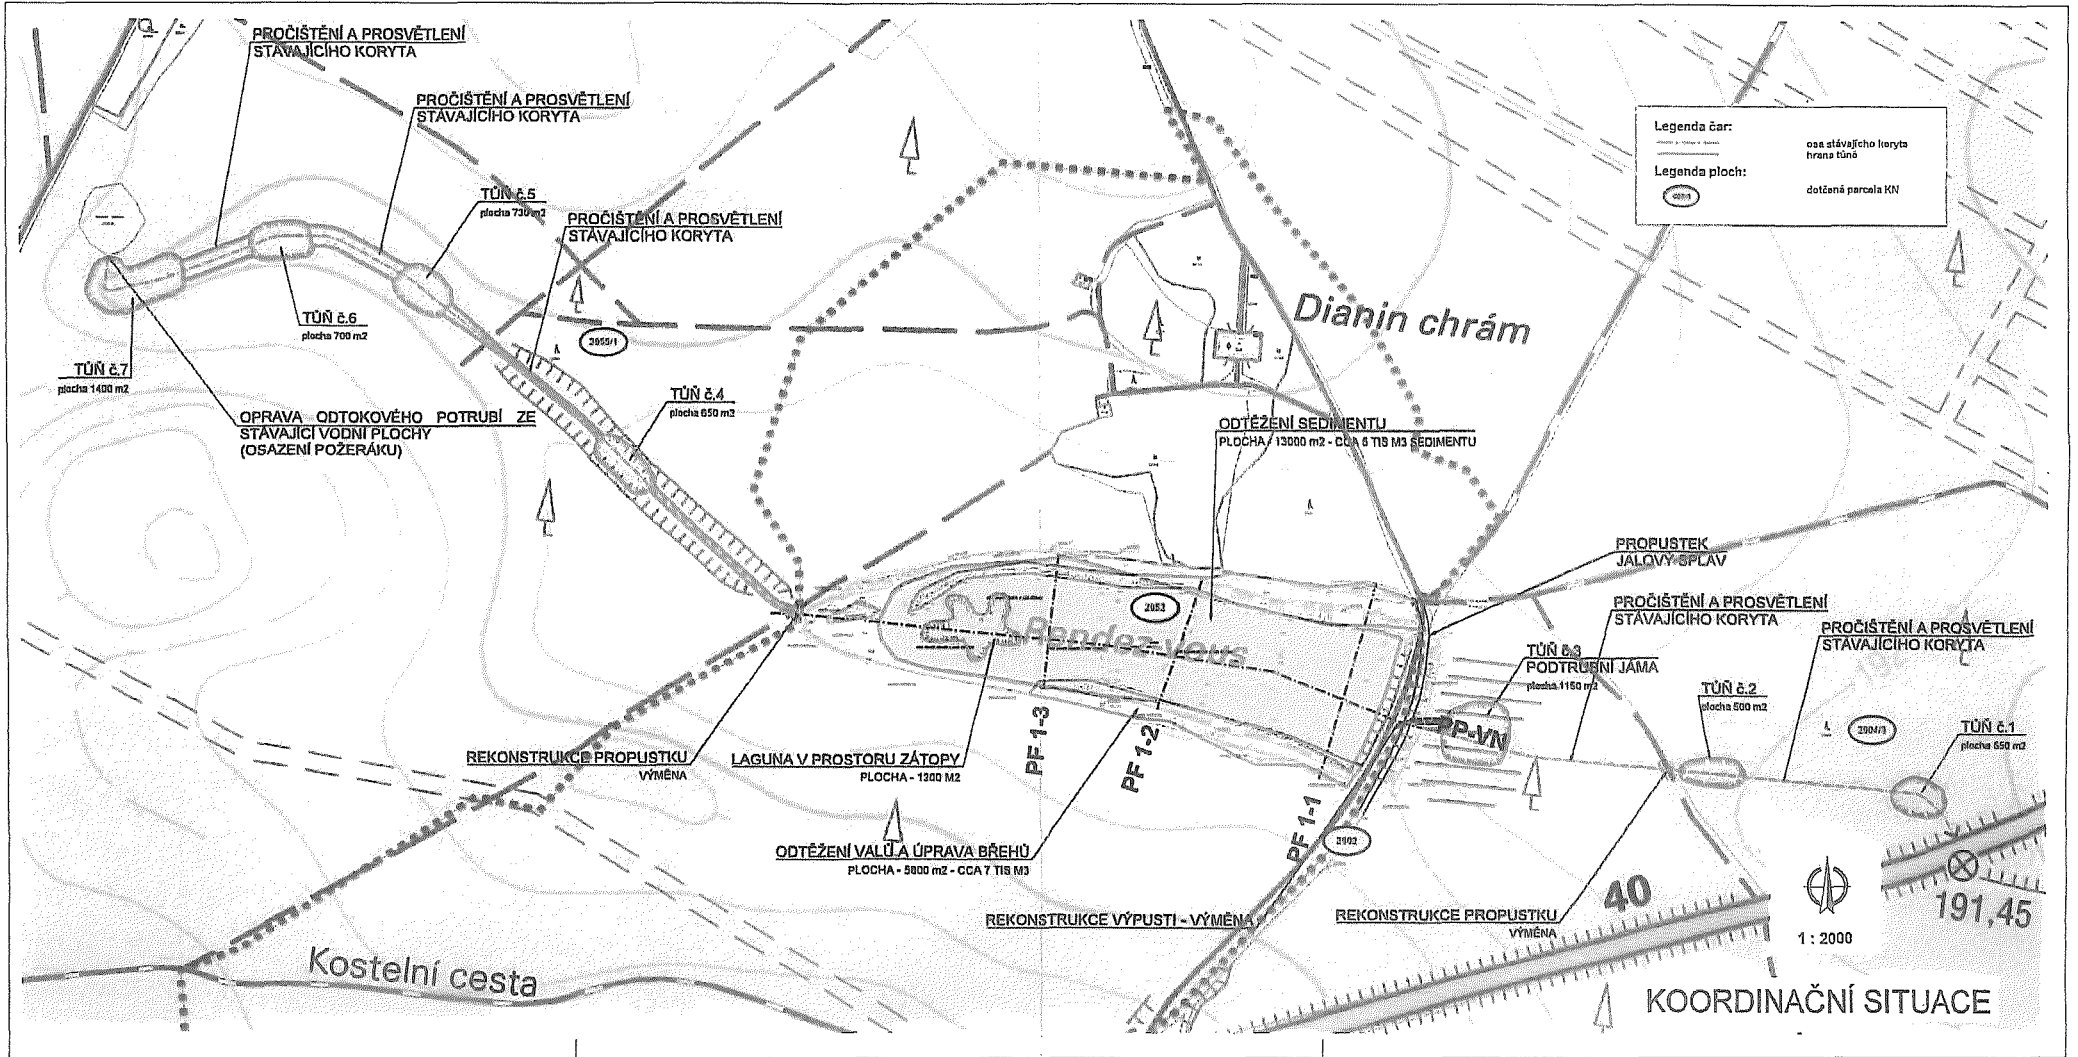 PROČIŠTĚNÍ A PROSVĚTLENÍ
STÁVAJÍCÍHO KORYTA
PROČIŠTĚNÍ A PROSVĚTLENÍ
STÁVAJÍCÍHO KORYTA
TŮŇ č.5
plocha 730 m2
PROČIŠTĚNÍ A PROSVĚTLENÍ
STÁVAJÍCÍHO KORYTA
Legenda čar:
osa stávajícího koryta
hrana tůně
Legenda ploch:
dotčená parcela KN
TŮŇ č.6
plocha 700 m2
TŮŇ č.7
plocha 1400 m2
2955/1
Dianin chrám
TŮŇ č.4
plocha 650 m2
OPRAVA ODTOKOVÉHO POTRUBÍ ZE
STÁVAJÍCÍ VODNÍ PLOCHY
(OSAZENÍ POŽERÁKU)
ODTĚŽENÍ SEDIMENTU
PLOCHA - 13000 m2 - CCA 6 TIS M3 SEDIMENTU
PROPUSTEK
JALOVÝ SPLAV
PROČIŠTĚNÍ A PROSVĚTLENÍ
STÁVAJÍCÍHO KORYTA
PROČIŠTĚNÍ A PROSVĚTLENÍ
STÁVAJÍCÍHO KORYTA
2953
Rendez-vous
TŮŇ č.3
PODTRUBNÍ JÁMA
plocha 1150 m2
TŮŇ č.2
plocha 500 m2
TŮŇ č.1
plocha 650 m2
PP-VN
REKONSTRUKCE PROPUSTKU
VÝMĚNA
LAGUNA V PROSTORU ZÁTOPY
PLOCHA - 1300 M2
PF 1-3
PF 1-2
PF 1-1
ODTĚŽENÍ VALŮ A ÚPRAVA BŘEHŮ
PLOCHA - 5800 m2 - CCA 7 TIS M3
2902
REKONSTRUKCE VÝPUSTI - VÝMĚNA
REKONSTRUKCE PROPUSTKU
VÝMĚNA
40
191,45
1 : 2000
Kostelní cesta
KOORDINAČNÍ SITUACE